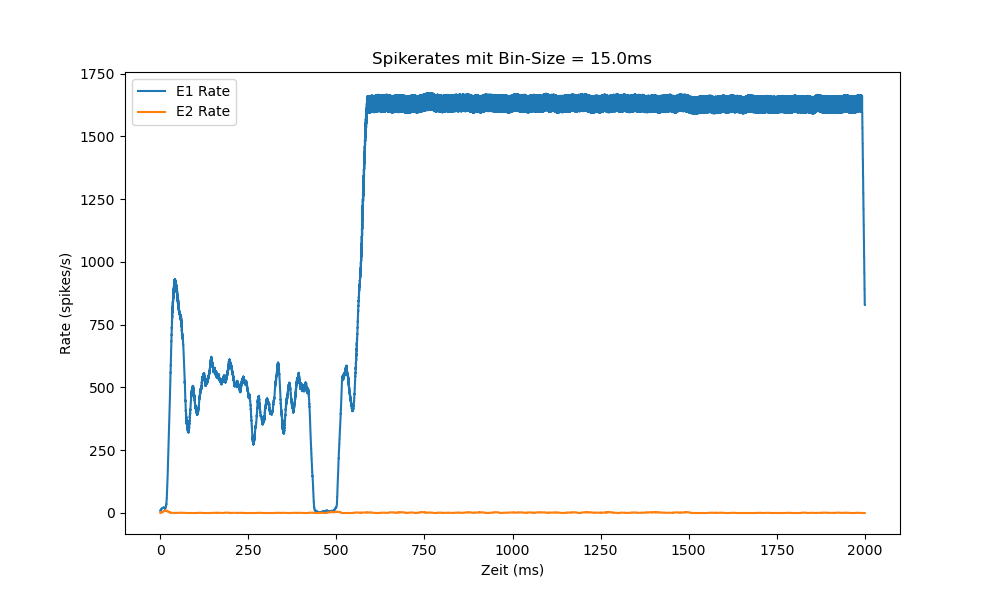 Spikerates mit Bin-Size = 15.0ms
E1 Rate
E2 Rate
1750
1500
1250
1000
750
500
250
0
Rate (spikes/s)
0 250 500 750 1000 1250 1500 1750 2000
Zeit (ms)